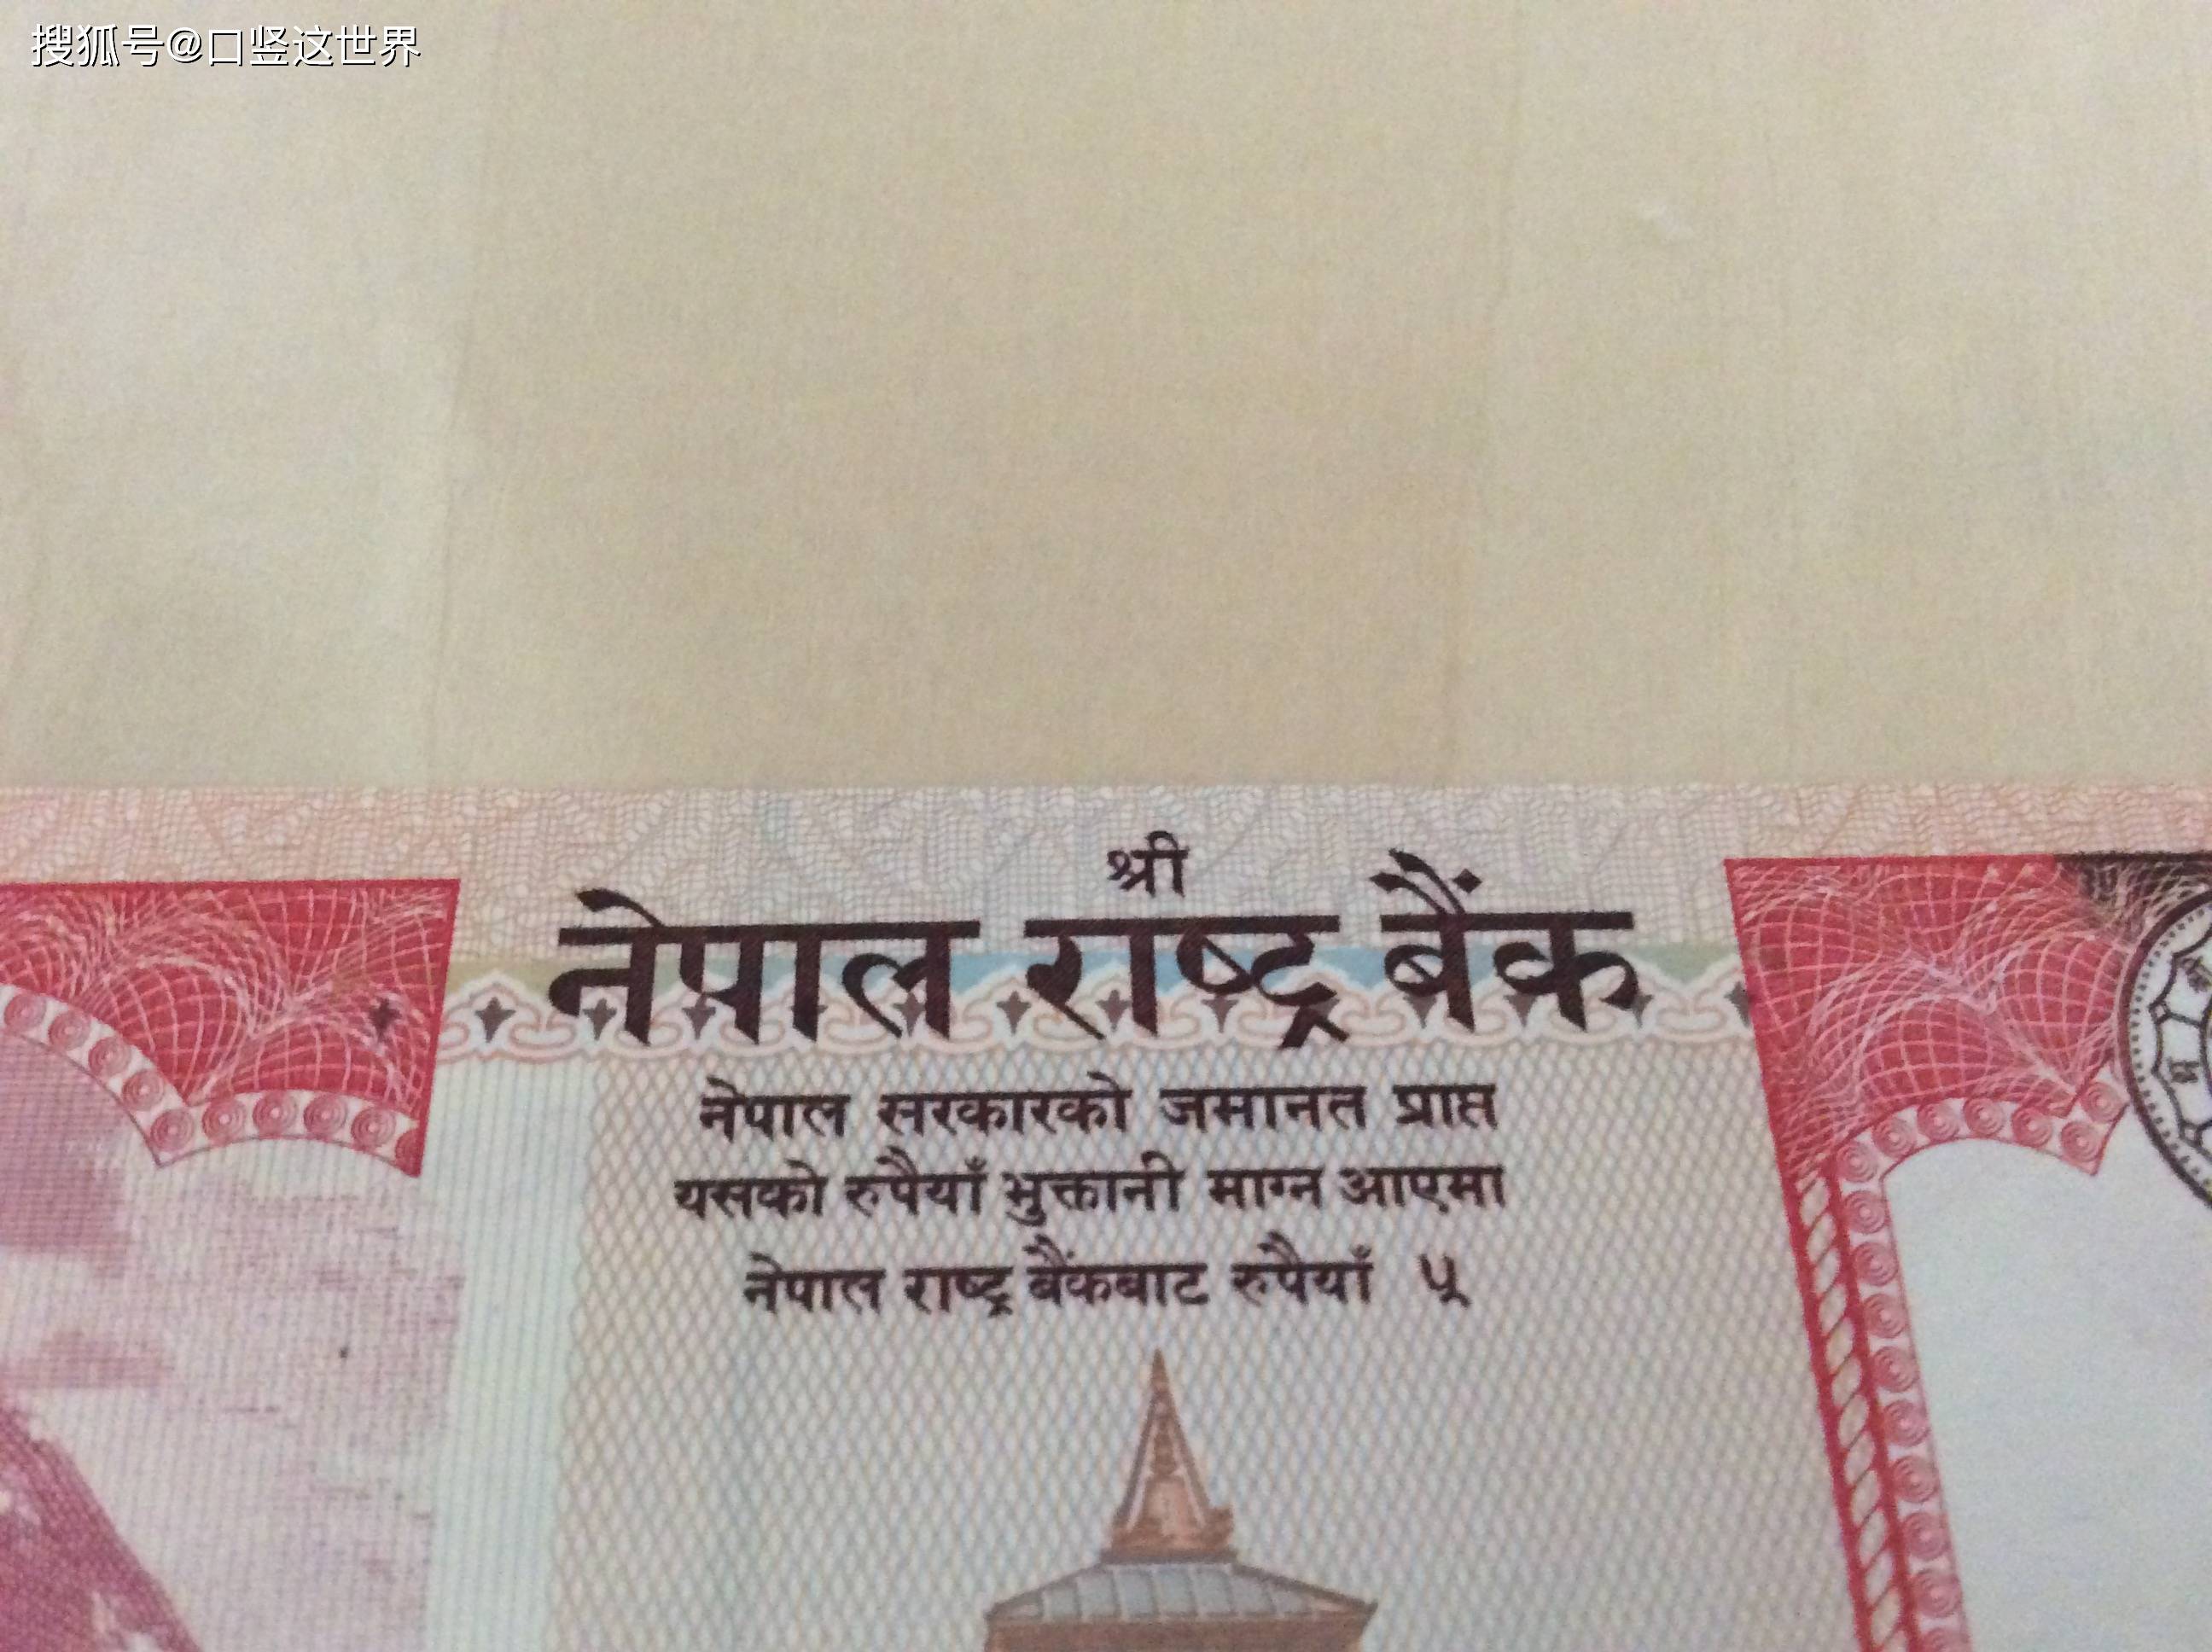 搜狐号@口竖这世界
श्री
नेपाल राष्ट्र बैंक
नेपाल सरकारको जमानत प्राप्त
यसको रुपैयाँ भुक्तानी माग्न आएमा
नेपाल राष्ट्र बैंकबाट रुपैयाँ ५